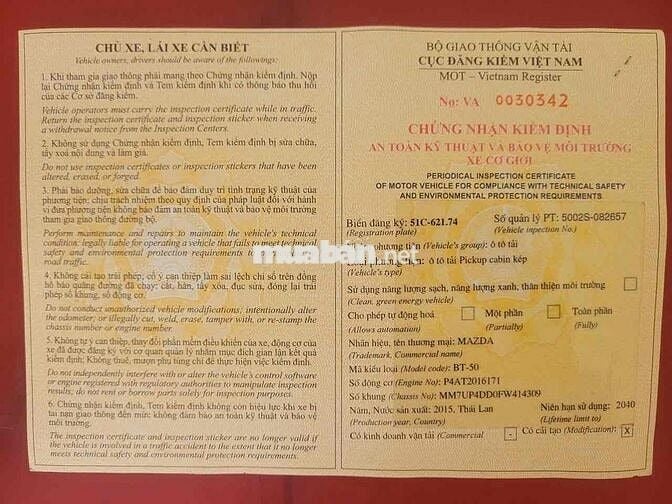 CHỦ XE, LÁI XE CẦN BIẾT
Vehicle owners, drivers should be aware of the followings:
1. Khi tham gia giao thông phải mang theo Chứng nhận kiểm định. Nộp
lại Chứng nhận kiểm định và Tem kiểm định khi có thông báo thu hồi
của các Cơ sở đăng kiểm.
Vehicle operators must carry the inspection certificate while in traffic.
Return the inspection certificate and inspection sticker when receiving
a withdrawal notice from the Inspection Centers.
2. Không sử dụng Chứng nhận kiểm định, Tem kiểm định bị sửa chữa,
tẩy xoá nội dung và làm giả.
Do not use inspection certificates or inspection stickers that have been
altered, erased, or forged.
3. Phải bảo dưỡng, sửa chữa để bảo đảm duy trì tình trạng kỹ thuật của
phương tiện; chịu trách nhiệm theo quy định của pháp luật đối với hành
vi đưa phương tiện không bảo đảm an toàn kỹ thuật và bảo vệ môi trường
tham gia giao thông đường bộ.
Perform maintenance and repairs to maintain the vehicle's technical
condition; legally liable for operating a vehicle that fails to meet technical
safety and environmental protection requirements to
road traffic.
4. Không cải tạo trái phép; cố ý can thiệp làm sai lệch chỉ số trên đồng
hồ báo quãng đường đã chạy; cắt, hàn, tẩy xóa, đục sửa, đóng lại trái
phép số khung, số động cơ.
Do not conduct unauthorized vehicle modifications; intentionally alter
the odometer; or illegally cut, weld, erase, tamper with, or re-stamp the
chassis number or engine number.
5. Không tự ý can thiệp, thay đổi phần mềm điều khiển của xe, động cơ của
xe đã được đăng ký với cơ quan quản lý nhằm mục đích gian lận kết quả
kiểm định; Không thuê, mượn phụ tùng chỉ để thực hiện việc kiểm định.
Do not independently interfere with or alter the vehicle's control software
or engine registered with regulatory authorities to manipulate inspection
results; do not rent or borrow parts solely for inspection purposes.
6. Chứng nhận kiểm định, Tem kiểm định không còn hiệu lực khi xe bị
tai nạn giao thông đến mức không đảm bảo an toàn kỹ thuật và bảo vệ
môi trường.
The inspection certificate and inspection sticker are no longer valid if
the vehicle is involved in a traffic accident to the extent that it no longer
meets technical safety and environmental protection requirements.
BỘ GIAO THÔNG VẬN TẢI
CỤC ĐĂNG KIỂM VIỆT NAM
MOT – Vietnam Register
No: VA 0030342
CHỨNG NHẬN KIỂM ĐỊNH
AN TOÀN KỸ THUẬT VÀ BẢO VỆ MÔI TRƯỜNG
XE CƠ GIỚI
PERIODICAL INSPECTION CERTIFICATE
OF MOTOR VEHICLE FOR COMPLIANCE WITH TECHNICAL SAFETY
AND ENVIRONMENTAL PROTECTION REQUIREMENTS
Biển đăng ký: 51C-621.74 Số quản lý PT: 5002S-082657
(Registration plate) (Vehicle inspection No.)
phương tiện (Vehicle's group): ô tô tải
ô tô tải Pickup cabin kép
(Vehicle's type)
Sử dụng năng lượng sạch, năng lượng xanh, thân thiện môi trường
(Clean, green energy vehicle)
Cho phép tự động hoá Một phần Toàn phần
(Allows automation) (Partially) (Fully)
Nhãn hiệu, tên thương mại: MAZDA
(Trademark, Commercial name)
Mã kiểu loại (Model code): BT-50
Số động cơ (Engine No): P4AT2016171
Số khung (Chassis No): MM7UP4DD0FW414309
Năm, Nước sản xuất: 2015, Thái Lan Niên hạn sử dụng: 2040
(Production year, Country) (Lifetime limit to)
Có kinh doanh vận tải (Commercial - Có cải tạo (Modification): X
muaban.net